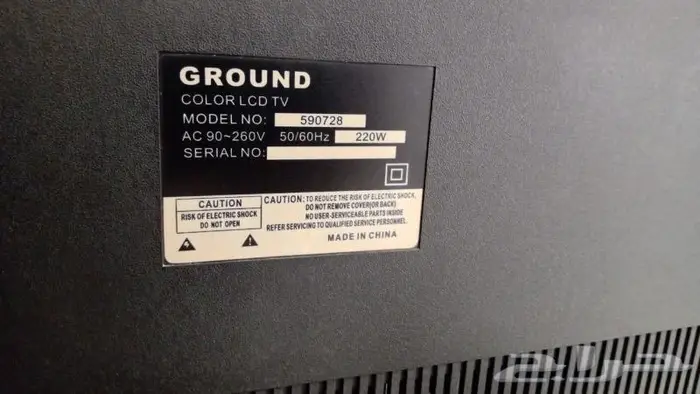 GROUND
COLOR LCD TV
MODEL NO: 590728
AC 90~260V 50/60Hz 220W
SERIAL NO:
CAUTION
RISK OF ELECTRIC SHOCK
DO NOT OPEN
CAUTION: TO REDUCE THE RISK OF ELECTRIC SHOCK,
DO NOT REMOVE COVER(OR BACK)
NO USER-SERVICEABLE PARTS INSIDE
REFER SERVICING TO QUALIFIED SERVICE PERSONNEL.
MADE IN CHINA
حراج